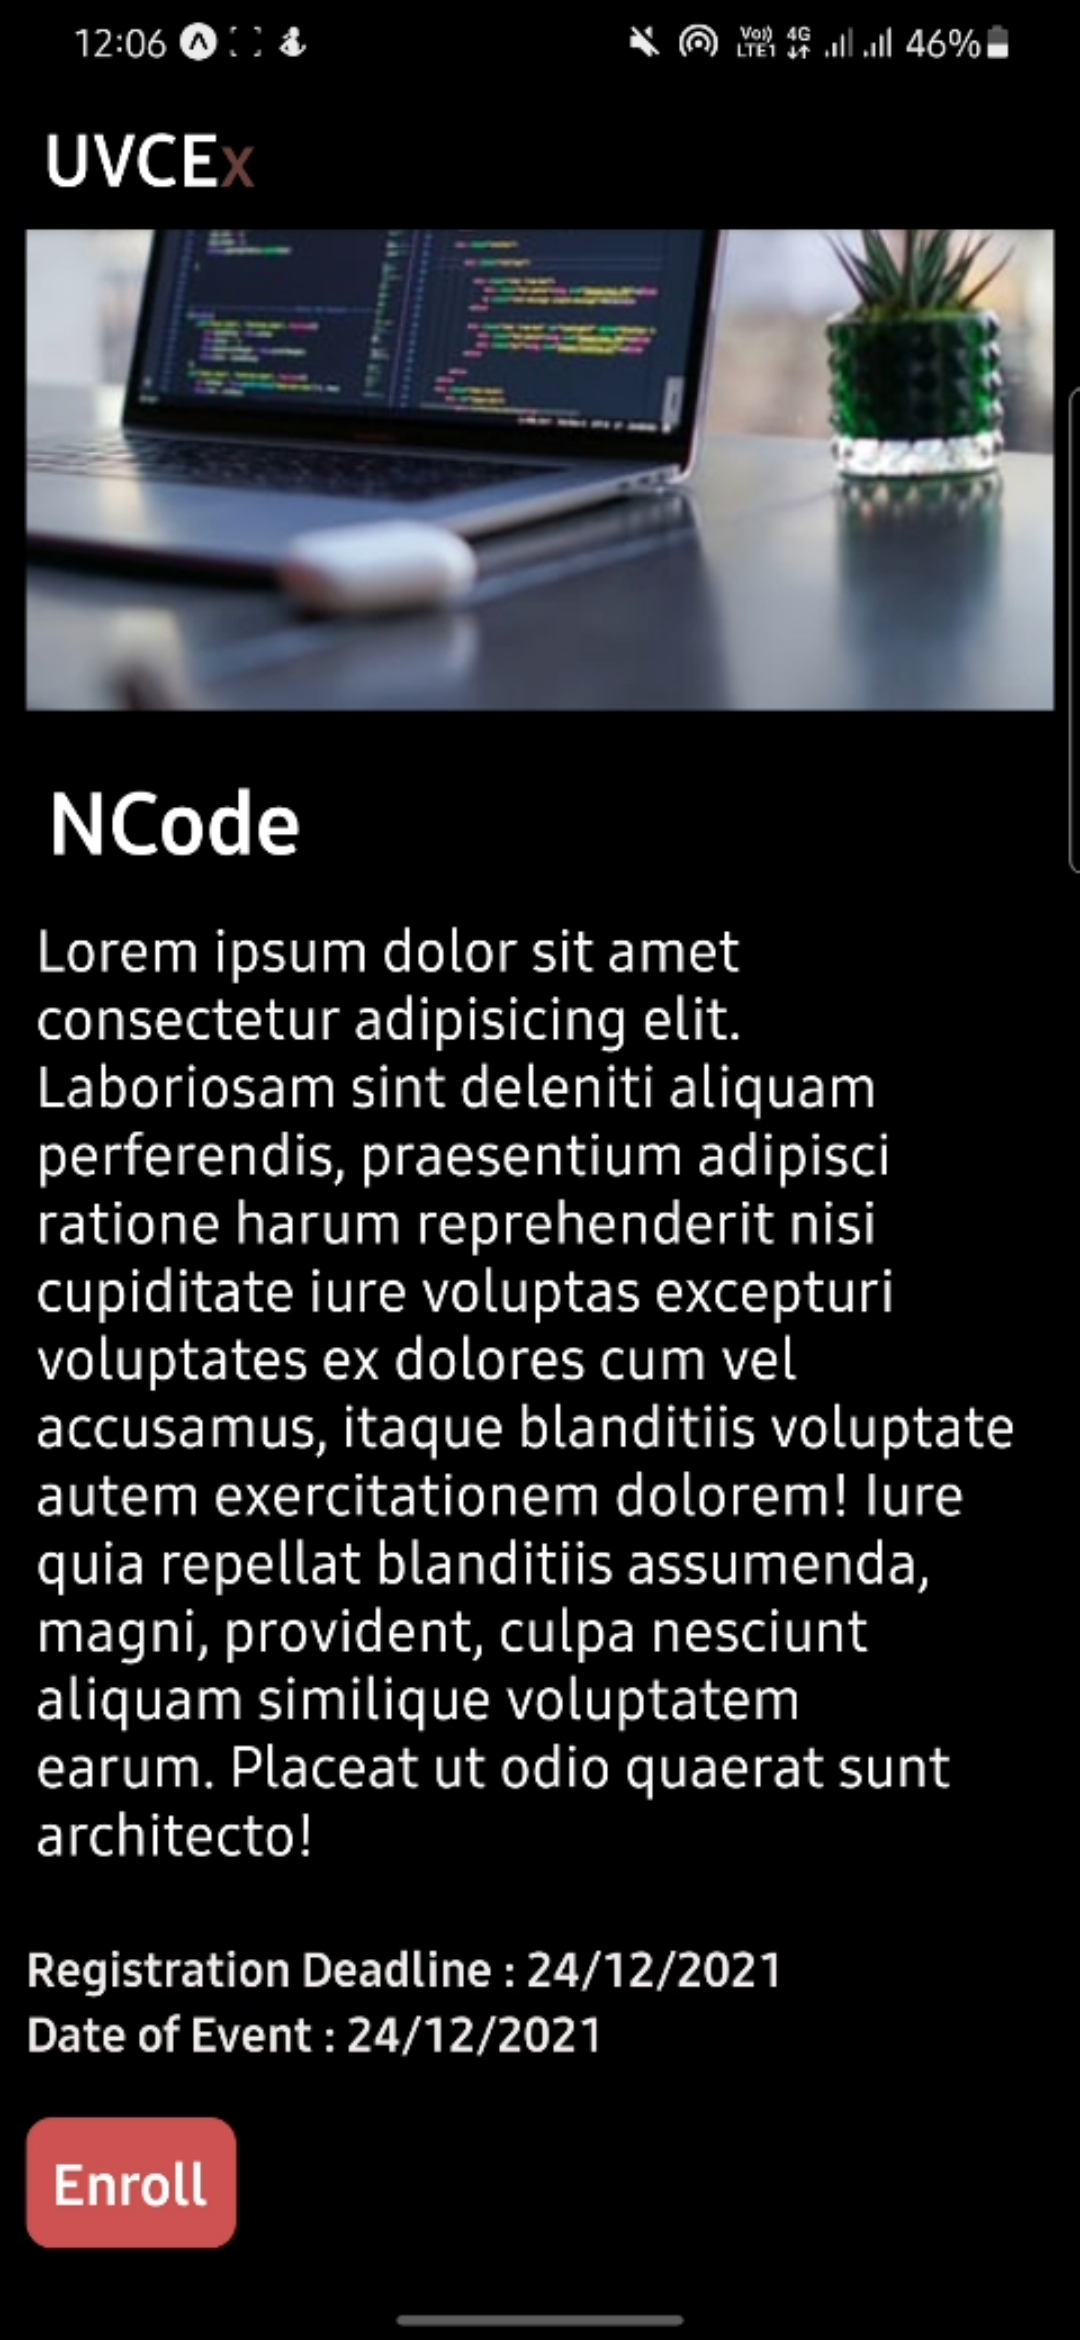 12:06
Vo)) LTE1 4G 46%
UVCEx
NCode
Lorem ipsum dolor sit amet
consectetur adipisicing elit.
Laboriosam sint deleniti aliquam
perferendis, praesentium adipisci
ratione harum reprehenderit nisi
cupiditate iure voluptas excepturi
voluptates ex dolores cum vel
accusamus, itaque blanditiis voluptate
autem exercitationem dolorem! Iure
quia repellat blanditiis assumenda,
magni, provident, culpa nesciunt
aliquam similique voluptatem
earum. Placeat ut odio quaerat sunt
architecto!
Registration Deadline : 24/12/2021
Date of Event : 24/12/2021
Enroll